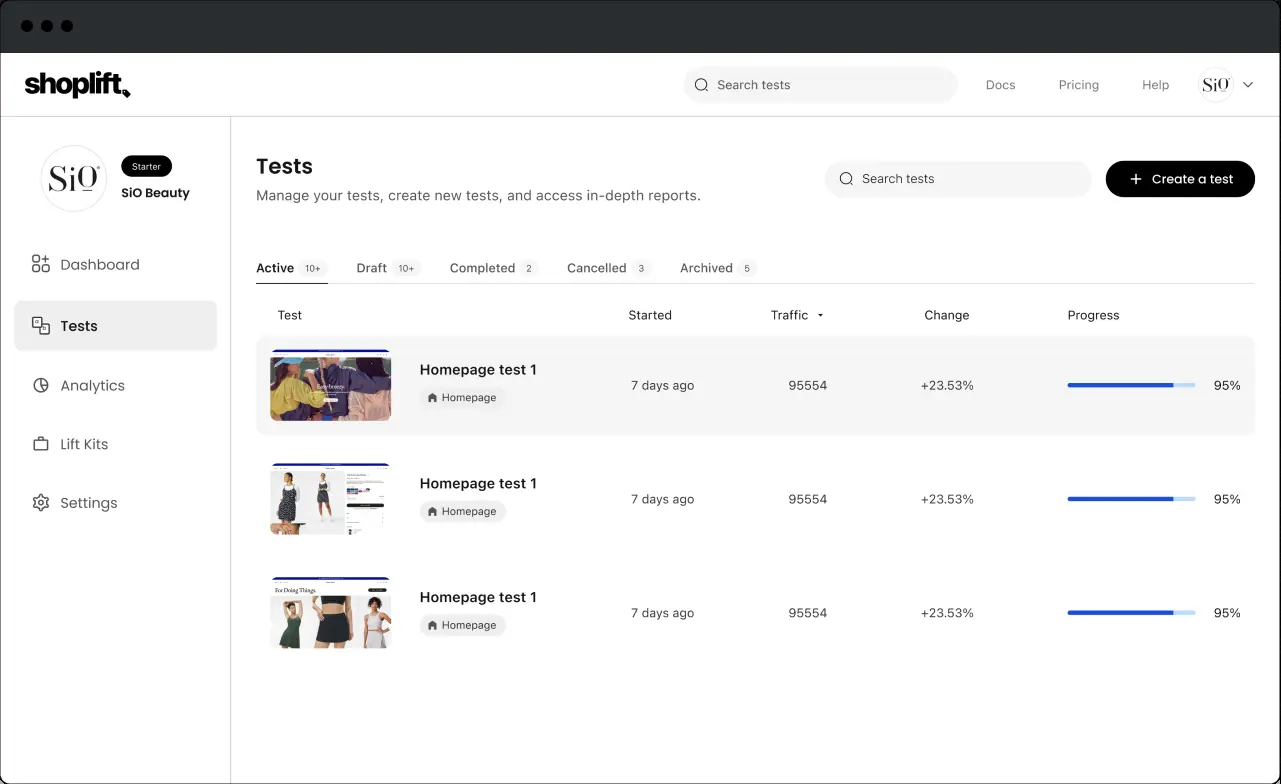 shoplift
Search tests
Docs
Pricing
Help
SiO
SiO
Starter
SiO Beauty
Dashboard
Tests
Analytics
Lift Kits
Settings
Tests
Manage your tests, create new tests, and access in-depth reports.
Search tests
+ Create a test
Active 10+
Draft 10+
Completed 2
Cancelled 3
Archived 5
Test Started Traffic Change Progress
Easy breezy.
Homepage test 1
Homepage
7 days ago 95554 +23.53% 95%
Homepage test 1
Homepage
7 days ago 95554 +23.53% 95%
For Doing Things.
Homepage test 1
Homepage
7 days ago 95554 +23.53% 95%